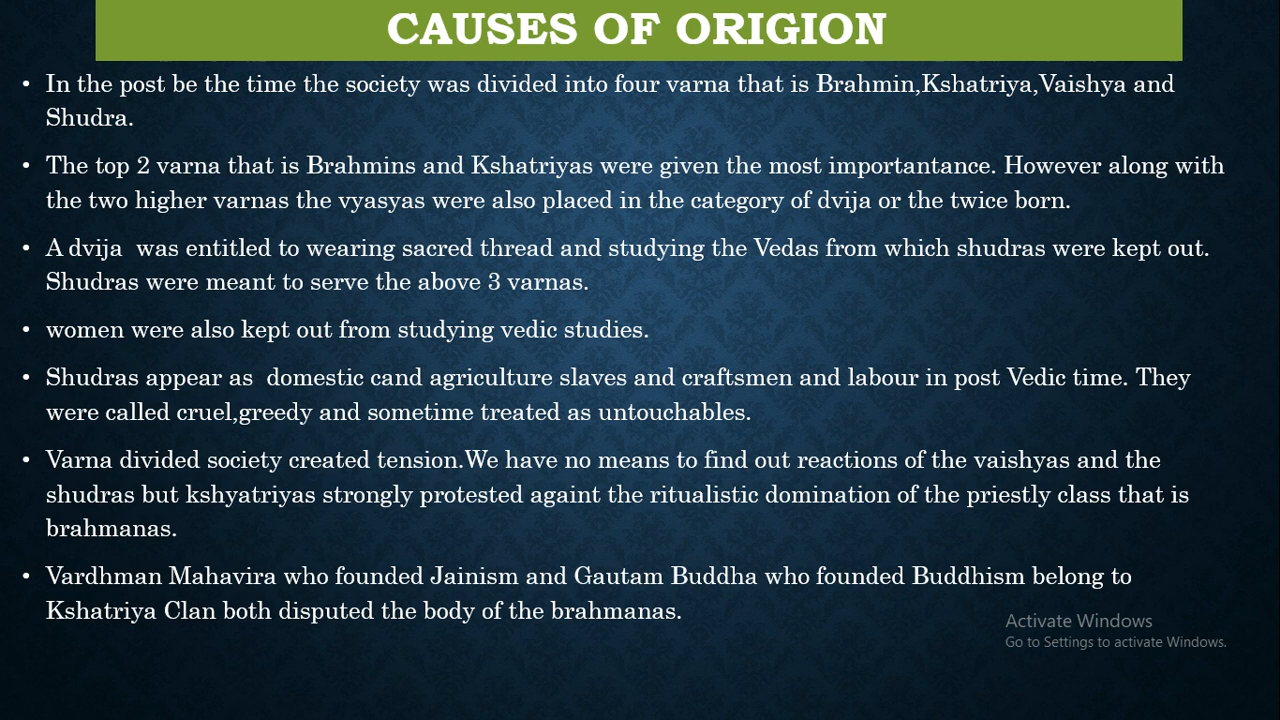 CAUSES OF ORIGION
• In the post be the time the society was divided into four varna that is Brahmin,Kshatriya,Vaishya and
Shudra.
• The top 2 varna that is Brahmins and Kshatriyas were given the most importantance. However along with
the two higher varnas the vyasyas were also placed in the category of dvija or the twice born.
• A dvija  was entitled to wearing sacred thread and studying the Vedas from which shudras were kept out.
Shudras were meant to serve the above 3 varnas.
• women were also kept out from studying vedic studies.
• Shudras appear as  domestic cand agriculture slaves and craftsmen and labour in post Vedic time. They
were called cruel,greedy and sometime treated as untouchables.
• Varna divided society created tension.We have no means to find out reactions of the vaishyas and the
shudras but kshyatriyas strongly protested againt the ritualistic domination of the priestly class that is
brahmanas.
• Vardhman Mahavira who founded Jainism and Gautam Buddha who founded Buddhism belong to
Kshatriya Clan both disputed the body of the brahmanas.
Activate Windows
Go to Settings to activate Windows.